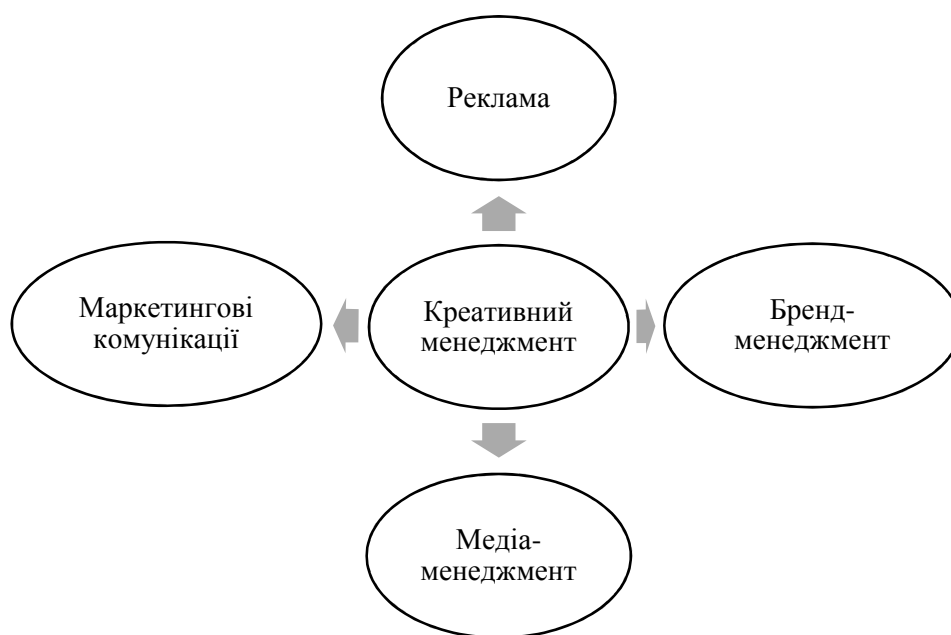 Реклама
Маркетингові
комунікації
Креативний
менеджмент
Бренд-
менеджмент
Медіа-
менеджмент